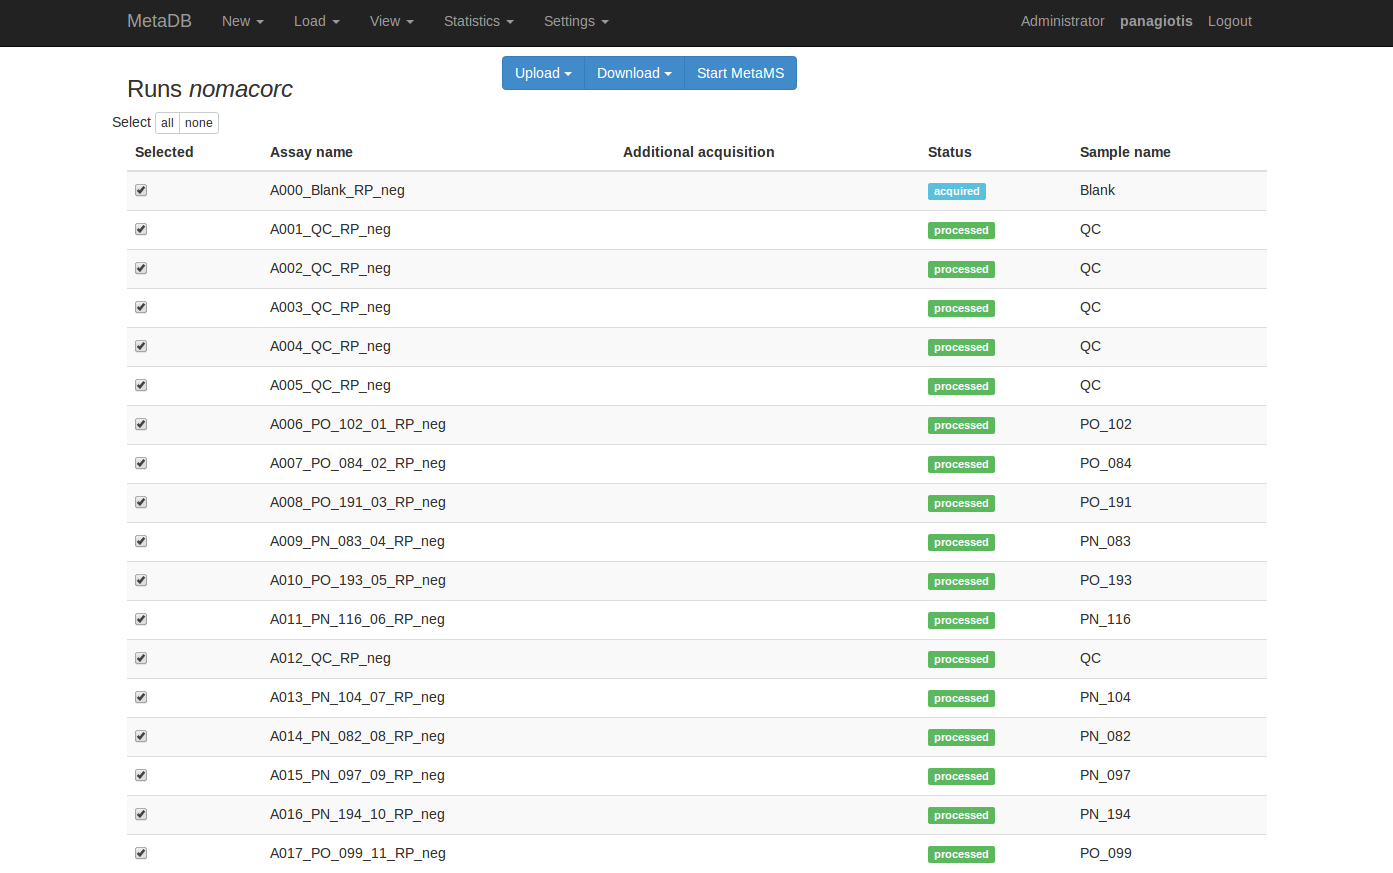 MetaDB New Load View Statistics Settings Administrator panagiotis Logout
Upload Download Start MetaMS
Runs nomacorc
Select all none
Selected Assay name Additional acquisition Status Sample name
A000_Blank_RP_neg acquired Blank
A001_QC_RP_neg processed QC
A002_QC_RP_neg processed QC
A003_QC_RP_neg processed QC
A004_QC_RP_neg processed QC
A005_QC_RP_neg processed QC
A006_PO_102_01_RP_neg processed PO_102
A007_PO_084_02_RP_neg processed PO_084
A008_PO_191_03_RP_neg processed PO_191
A009_PN_083_04_RP_neg processed PN_083
A010_PO_193_05_RP_neg processed PO_193
A011_PN_116_06_RP_neg processed PN_116
A012_QC_RP_neg processed QC
A013_PN_104_07_RP_neg processed PN_104
A014_PN_082_08_RP_neg processed PN_082
A015_PN_097_09_RP_neg processed PN_097
A016_PN_194_10_RP_neg processed PN_194
A017_PO_099_11_RP_neg processed PO_099